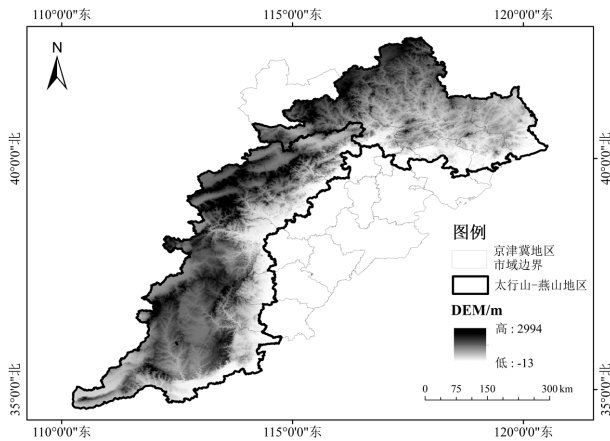 110°0'0"东
115°0'0"东
120°0'0"东
N
40°0'0"北
40°0'0"北
图例
京津冀地区
市域边界
太行山-燕山地区
DEM/m
高 : 2994
低 : -13
35°0'0"北
35°0'0"北
0 75 150 300 km
110°0'0"东
115°0'0"东
120°0'0"东